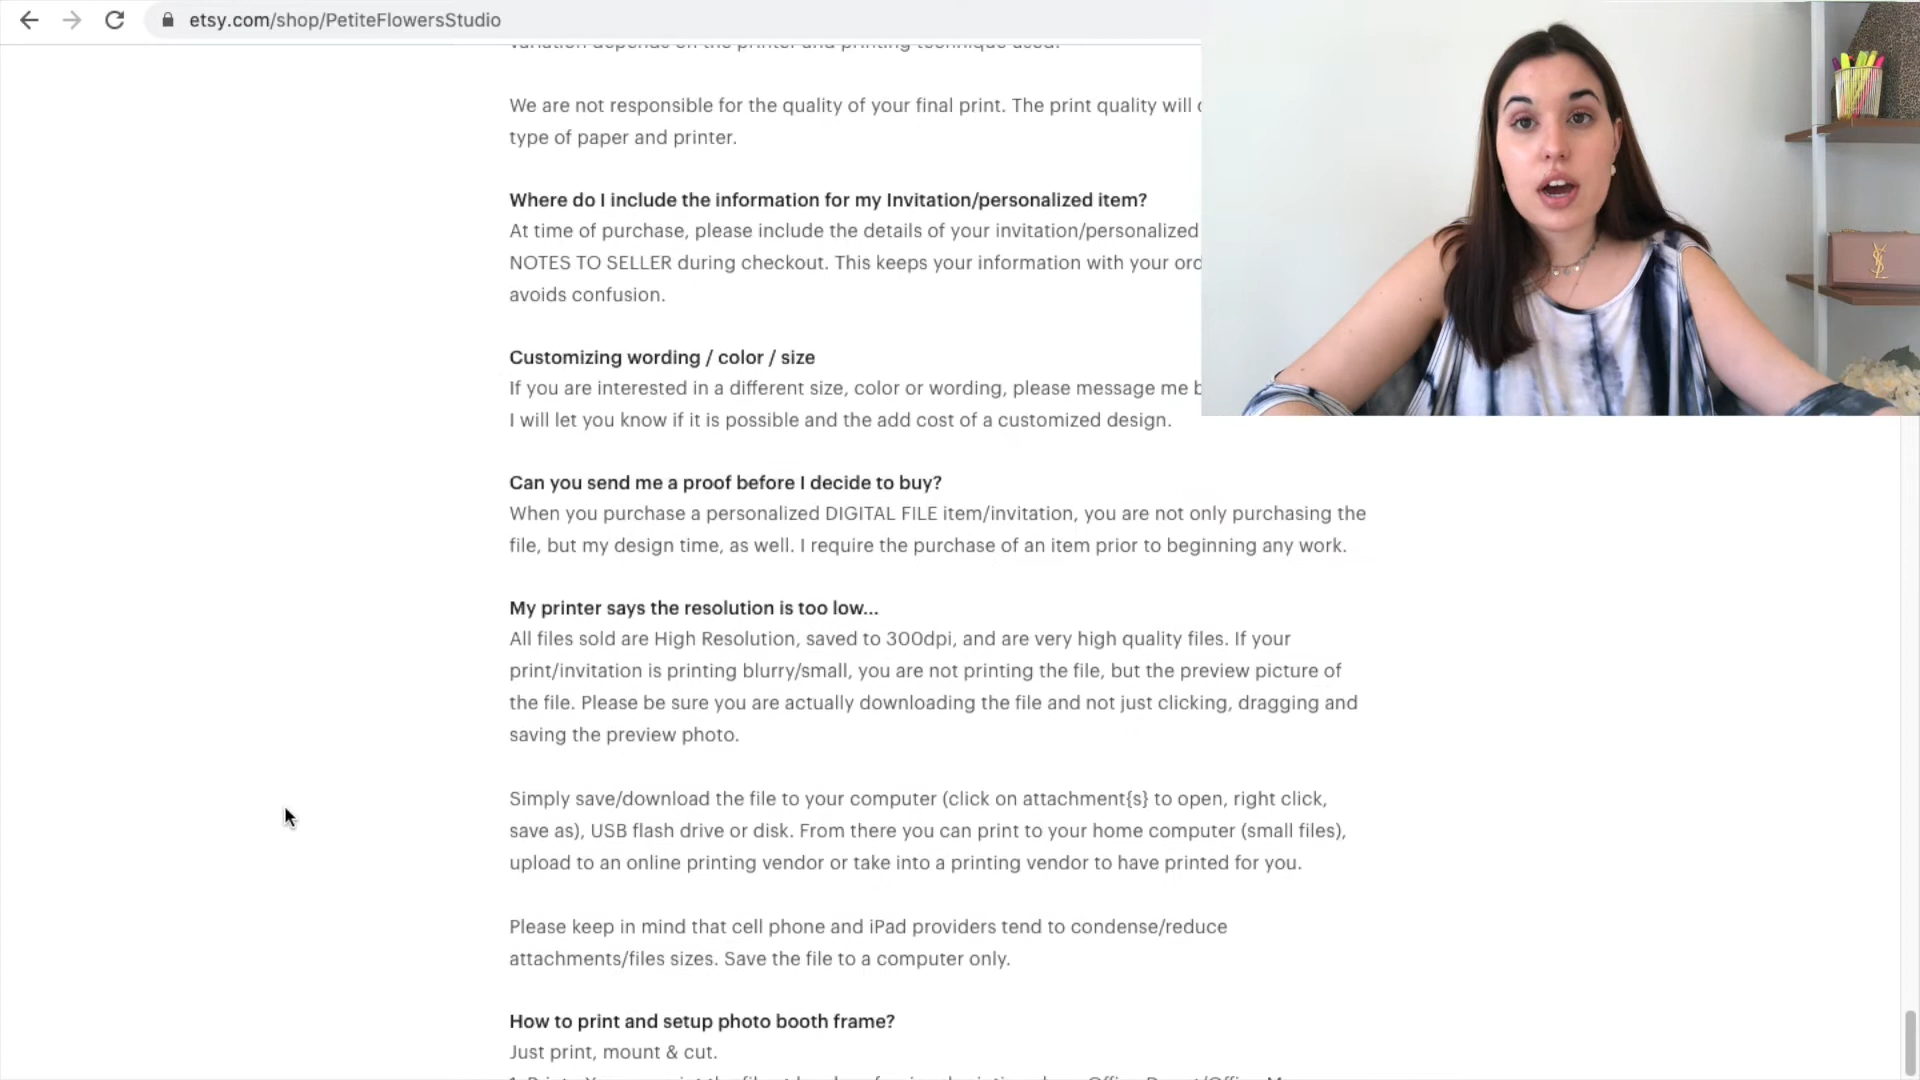 etsy.com/shop/PetiteFlowersStudio
variation depends on the printer and printing technique used.
We are not responsible for the quality of your final print. The print quality will
type of paper and printer.
Where do I include the information for my Invitation/personalized item?
At time of purchase, please include the details of your invitation/personalized
NOTES TO SELLER during checkout. This keeps your information with your
avoids confusion.
Customizing wording / color / size
If you are interested in a different size, color or wording, please message me
I will let you know if it is possible and the add cost of a customized design.
Can you send me a proof before I decide to buy?
When you purchase a personalized DIGITAL FILE item/invitation, you are not only purchasing the
file, but my design time, as well. I require the purchase of an item prior to beginning any work.
My printer says the resolution is too low...
All files sold are High Resolution, saved to 300dpi, and are very high quality files. If your
print/invitation is printing blurry/small, you are not printing the file, but the preview picture of
the file. Please be sure you are actually downloading the file and not just clicking, dragging and
saving the preview photo.
Simply save/download the file to your computer (click on attachment{s} to open, right click,
save as), USB flash drive or disk. From there you can print to your home computer (small files),
upload to an online printing vendor or take into a printing vendor to have printed for you.
Please keep in mind that cell phone and iPad providers tend to condense/reduce
attachments/files sizes. Save the file to a computer only.
How to print and setup photo booth frame?
Just print, mount & cut.